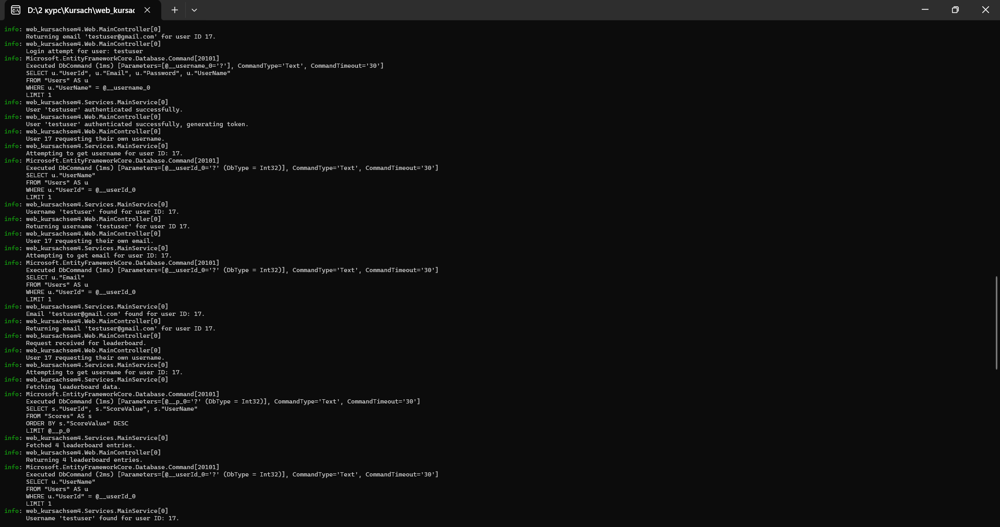 D:\2 курс\Kursach\web_kursac
info: web_kursachsem4.Web.MainController[0]
Returning email 'testuser@gmail.com' for user ID 17.
info: web_kursachsem4.Web.MainController[0]
Login attempt for user: testuser
info: Microsoft.EntityFrameworkCore.Database.Command[20101]
Executed DbCommand (1ms) [Parameters=[@__username_0='?'], CommandType='Text', CommandTimeout='30']
SELECT u."UserId", u."Email", u."Password", u."UserName"
FROM "Users" AS u
WHERE u."UserName" = @__username_0
LIMIT 1
info: web_kursachsem4.Services.MainService[0]
User 'testuser' authenticated successfully.
info: web_kursachsem4.Web.MainController[0]
User 'testuser' authenticated successfully, generating token.
info: web_kursachsem4.Web.MainController[0]
User 17 requesting their own username.
info: web_kursachsem4.Services.MainService[0]
Attempting to get username for user ID: 17.
info: Microsoft.EntityFrameworkCore.Database.Command[20101]
Executed DbCommand (1ms) [Parameters=[@__userId_0='?' (DbType = Int32)], CommandType='Text', CommandTimeout='30']
SELECT u."UserName"
FROM "Users" AS u
WHERE u."UserId" = @__userId_0
LIMIT 1
info: web_kursachsem4.Services.MainService[0]
Username 'testuser' found for user ID: 17.
info: web_kursachsem4.Web.MainController[0]
Returning username 'testuser' for user ID 17.
info: web_kursachsem4.Web.MainController[0]
User 17 requesting their own email.
info: web_kursachsem4.Services.MainService[0]
Attempting to get email for user ID: 17.
info: Microsoft.EntityFrameworkCore.Database.Command[20101]
Executed DbCommand (1ms) [Parameters=[@__userId_0='?' (DbType = Int32)], CommandType='Text', CommandTimeout='30']
SELECT u."Email"
FROM "Users" AS u
WHERE u."UserId" = @__userId_0
LIMIT 1
info: web_kursachsem4.Services.MainService[0]
Email 'testuser@gmail.com' found for user ID: 17.
info: web_kursachsem4.Web.MainController[0]
Returning email 'testuser@gmail.com' for user ID 17.
info: web_kursachsem4.Web.MainController[0]
Request received for leaderboard.
info: web_kursachsem4.Web.MainController[0]
User 17 requesting their own username.
info: web_kursachsem4.Services.MainService[0]
Attempting to get username for user ID: 17.
info: web_kursachsem4.Services.MainService[0]
Fetching leaderboard data.
info: Microsoft.EntityFrameworkCore.Database.Command[20101]
Executed DbCommand (1ms) [Parameters=[@__p_0='?' (DbType = Int32)], CommandType='Text', CommandTimeout='30']
SELECT s."UserId", s."ScoreValue", s."UserName"
FROM "Scores" AS s
ORDER BY s."ScoreValue" DESC
LIMIT @__p_0
info: web_kursachsem4.Services.MainService[0]
Fetched 4 leaderboard entries.
info: web_kursachsem4.Web.MainController[0]
Returning 4 leaderboard entries.
info: Microsoft.EntityFrameworkCore.Database.Command[20101]
Executed DbCommand (2ms) [Parameters=[@__userId_0='?' (DbType = Int32)], CommandType='Text', CommandTimeout='30']
SELECT u."UserName"
FROM "Users" AS u
WHERE u."UserId" = @__userId_0
LIMIT 1
info: web_kursachsem4.Services.MainService[0]
Username 'testuser' found for user ID: 17.